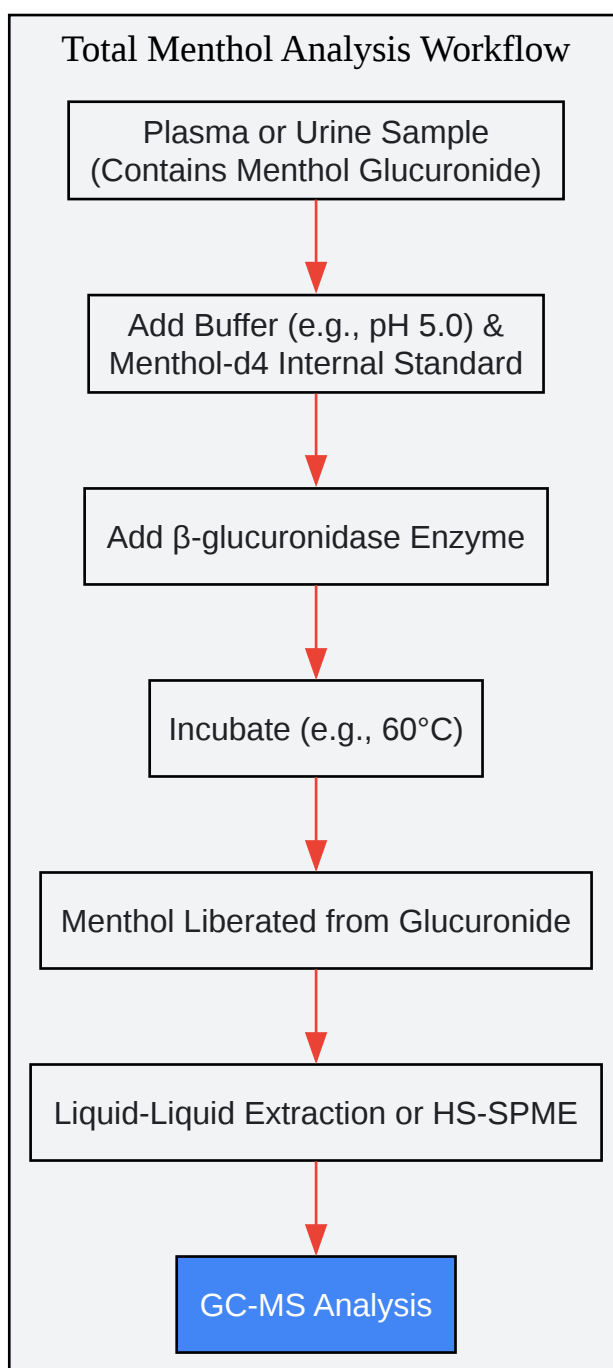 Total Menthol Analysis Workflow
Plasma or Urine Sample
(Contains Menthol Glucuronide)
Add Buffer (e.g., pH 5.0) &
Menthol-d4 Internal Standard
Add β-glucuronidase Enzyme
Incubate (e.g., 60°C)
Menthol Liberated from Glucuronide
Liquid-Liquid Extraction or HS-SPME
GC-MS Analysis